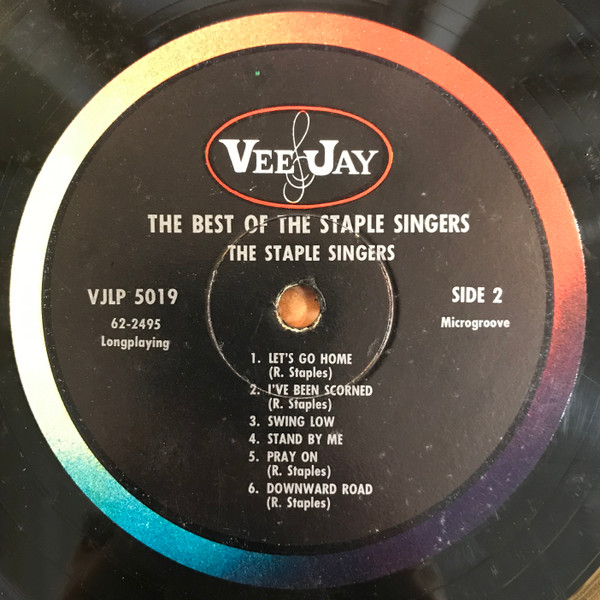 VEE JAY
THE BEST OF THE STAPLE SINGERS
THE STAPLE SINGERS
VJLP 5019
SIDE 2
62-2495
Microgroove
Longplaying
1. LET'S GO HOME
(R. Staples)
2. I'VE BEEN SCORNED
(R. Staples)
3. SWING LOW
4. STAND BY ME
5. PRAY ON
(R. Staples)
6. DOWNWARD ROAD
(R. Staples)